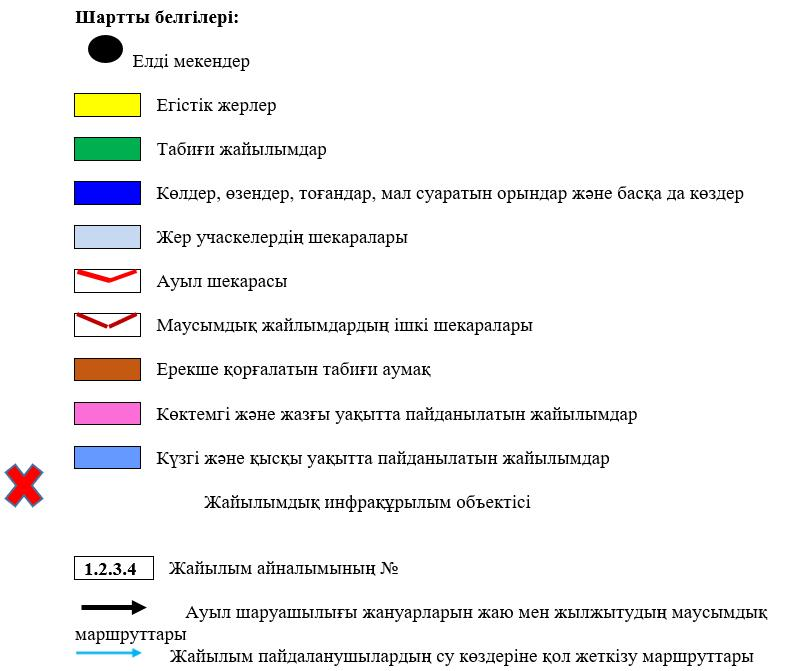 Шартты белгілері:
Елді мекендер
Егістік жерлер
Табиғи жайылымдар
Көлдер, өзендер, тоғандар, мал суаратын орындар және басқа да көздер
Жер учаскелердің шекаралары
Ауыл шекарасы
Маусымдық жайлымдардың ішкі шекаралары
Ерекше қорғалатын табиғи аумақ
Көктемгі және жазғы уақытта пайданылатын жайылымдар
Күзгі және қысқы уақытта пайданылатын жайылымдар
Жайылымдық инфрақұрылым объектісі
1.2.3.4 Жайылым айналымының №
Ауыл шаруашылығы жануарларын жаю мен жылжытудың маусымдық
маршруттары
Жайылым пайдаланушылардың су көздеріне қол жеткізу маршруттары